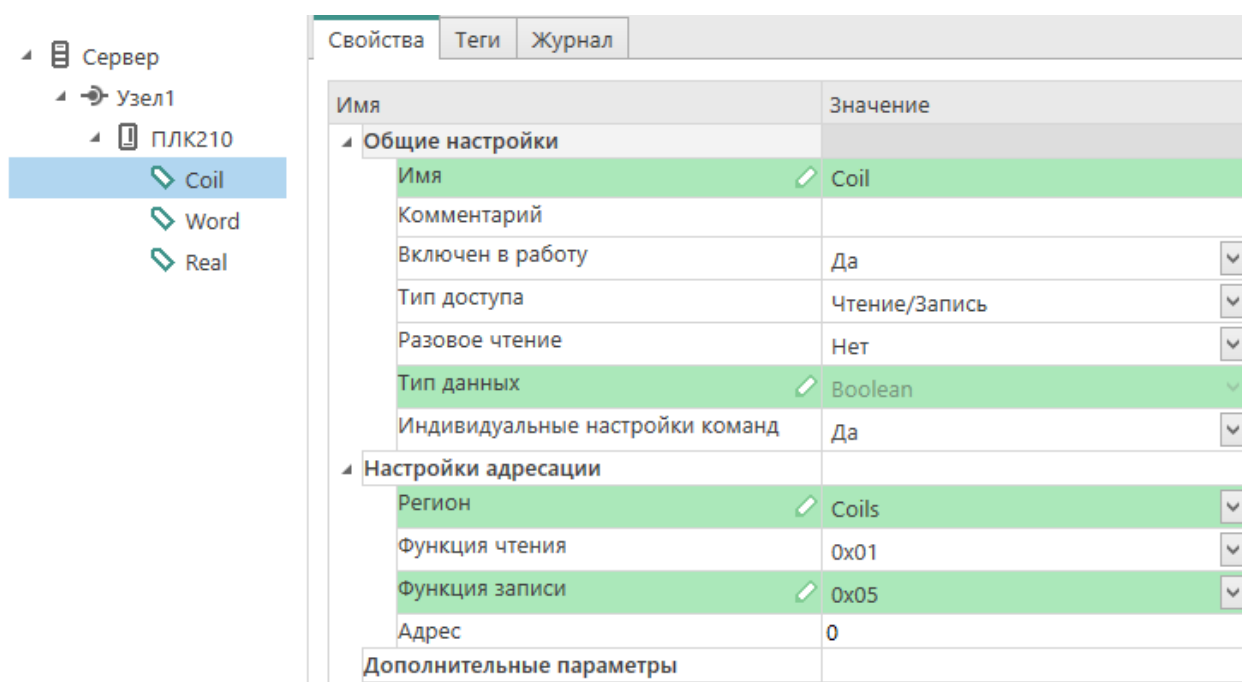 Сервер
Узел1
ПЛК210
Coil
Word
Real
Свойства Теги Журнал
Имя Значение
Общие настройки
Имя Coil
Комментарий
Включен в работу Да
Тип доступа Чтение/Запись
Разовое чтение Нет
Тип данных Boolean
Индивидуальные настройки команд Да
Настройки адресации
Регион Coils
Функция чтения 0x01
Функция записи 0x05
Адрес 0
Дополнительные параметры